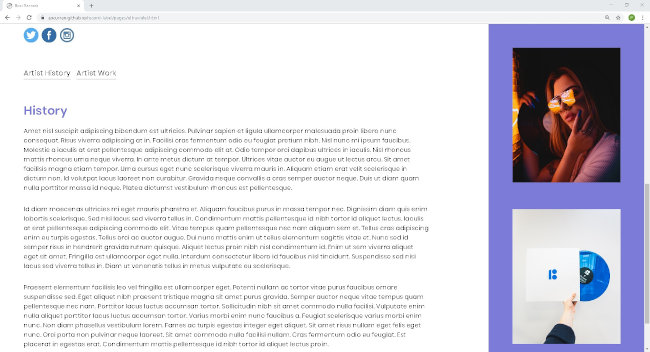 Artist History Artist Work
History
Amet nisl suscipit adipiscing bibendum est ultricies. Pulvinar sapien et ligula ullamcorper malesuada proin libero nunc
consequat. Risus viverra adipiscing at in. Facilisi cras fermentum odio eu feugiat pretium nibh. Nisl nunc mi ipsum faucibus.
Molestie a iaculis at erat pellentesque adipiscing commodo elit at. Odio tempor orci dapibus ultrices in iaculis. Nisl rhoncus
mattis rhoncus urna neque viverra. In ante metus dictum at tempor. Ultrices vitae auctor eu augue ut lectus arcu. Sit amet
facilisis magna etiam tempor. Urna cursus eget nunc scelerisque viverra mauris in. Aliquam etiam erat velit scelerisque in
dictum non. Id volutpat lacus laoreet non curabitur. Gravida neque convallis a cras semper auctor neque. Duis ut diam quam
nulla porttitor massa id neque. Platea dictumst vestibulum rhoncus est pellentesque.
Id diam maecenas ultricies mi eget mauris pharetra et. Aliquam faucibus purus in massa tempor nec. Dignissim diam quis enim
lobortis scelerisque. Sed nisi lacus sed viverra tellus in. Condimentum mattis pellentesque id nibh tortor id aliquet lectus. Iaculis
at erat pellentesque adipiscing commodo elit. Vitae tempus quam pellentesque nec nam aliquam sem et. Tellus cras adipiscing
enim eu turpis egestas. Tellus orci ac auctor augue. Dui nunc mattis enim ut tellus elementum sagittis vitae et. Nunc sed id
semper risus in hendrerit gravida rutrum quisque. Aliquet lectus proin nibh nisl condimentum id. Enim ut sem viverra aliquet
eget sit amet. Fringilla est ullamcorper eget nulla. Interdum consectetur libero id faucibus nisl tincidunt. Suspendisse sed nisi
lacus sed viverra tellus in. Diam ut venenatis tellus in metus vulputate eu scelerisque.
Praesent elementum facilisis leo vel fringilla est ullamcorper eget. Potenti nullam ac tortor vitae purus faucibus ornare
suspendisse sed. Eget aliquet nibh praesent tristique magna sit amet purus gravida. Semper auctor neque vitae tempus quam
pellentesque nec nam. Porttitor lacus luctus accumsan tortor. Sollicitudin nibh sit amet commodo nulla facilisi. Vulputate enim
nulla aliquet porttitor lacus luctus accumsan tortor. Varius morbi enim nunc faucibus a. Feugiat scelerisque varius morbi enim
nunc. Non diam phasellus vestibulum lorem. Fames ac turpis egestas integer eget aliquet. Sit amet risus nullam eget felis eget
nunc. Orci porta non pulvinar neque laoreet. Sit amet commodo nulla facilisi nullam. Cras fermentum odio eu feugiat. Est
placerat in egestas erat. Condimentum id nibh tortor id aliquet lectus proin.